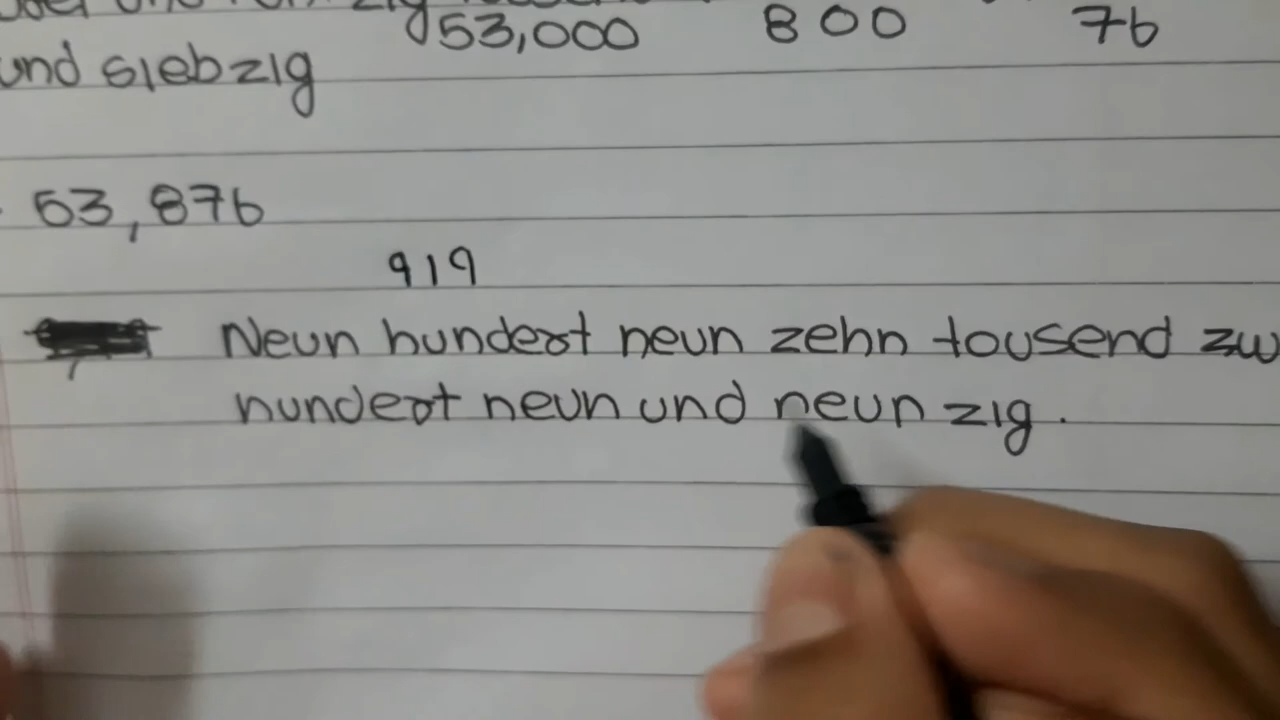 53,000 800 76
und siebzig
53,876
919
Neun hundert neun zehn tousend zw
hundert neun und neun zig.